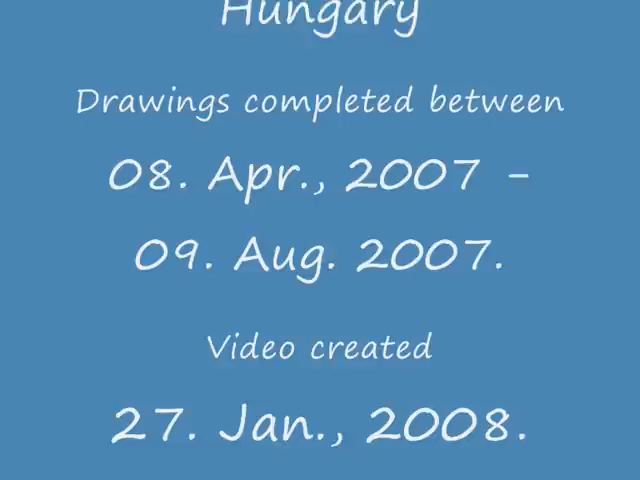 Hungary
Drawings completed between
08. Apr., 2007 -
09. Aug. 2007.
Video created
27. Jan., 2008.